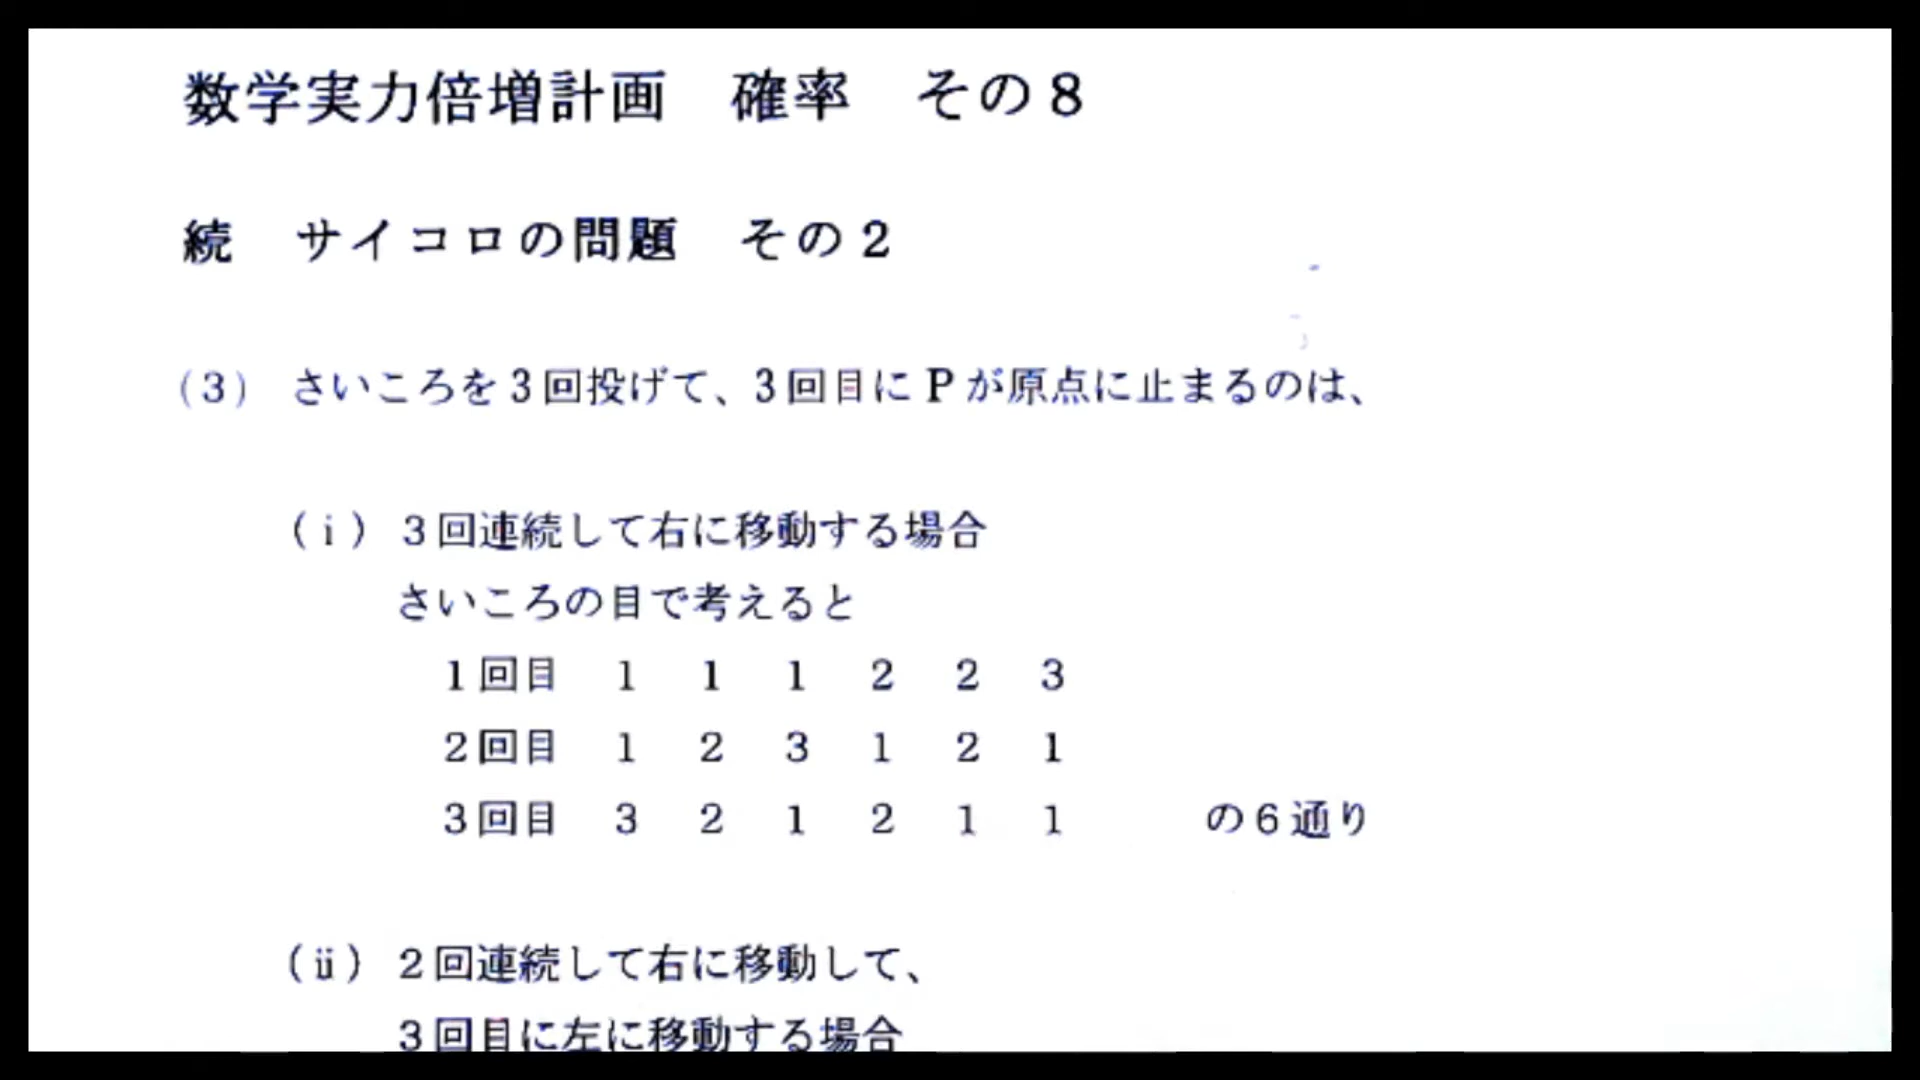 数学実力倍増計画　確率　その８
続　サイコロの問題　その２
(３)　さいころを３回投げて、３回目にＰが原点に止まるのは、
(ⅰ)　３回連続して右に移動する場合
さいころの目で考えると
１回目　１　１　１　２　２　３
２回目　１　２　３　１　２　１
３回目　３　２　１　２　１　１　　の６通り
(ⅱ)　２回連続して右に移動して、
３回目に左に移動する場合